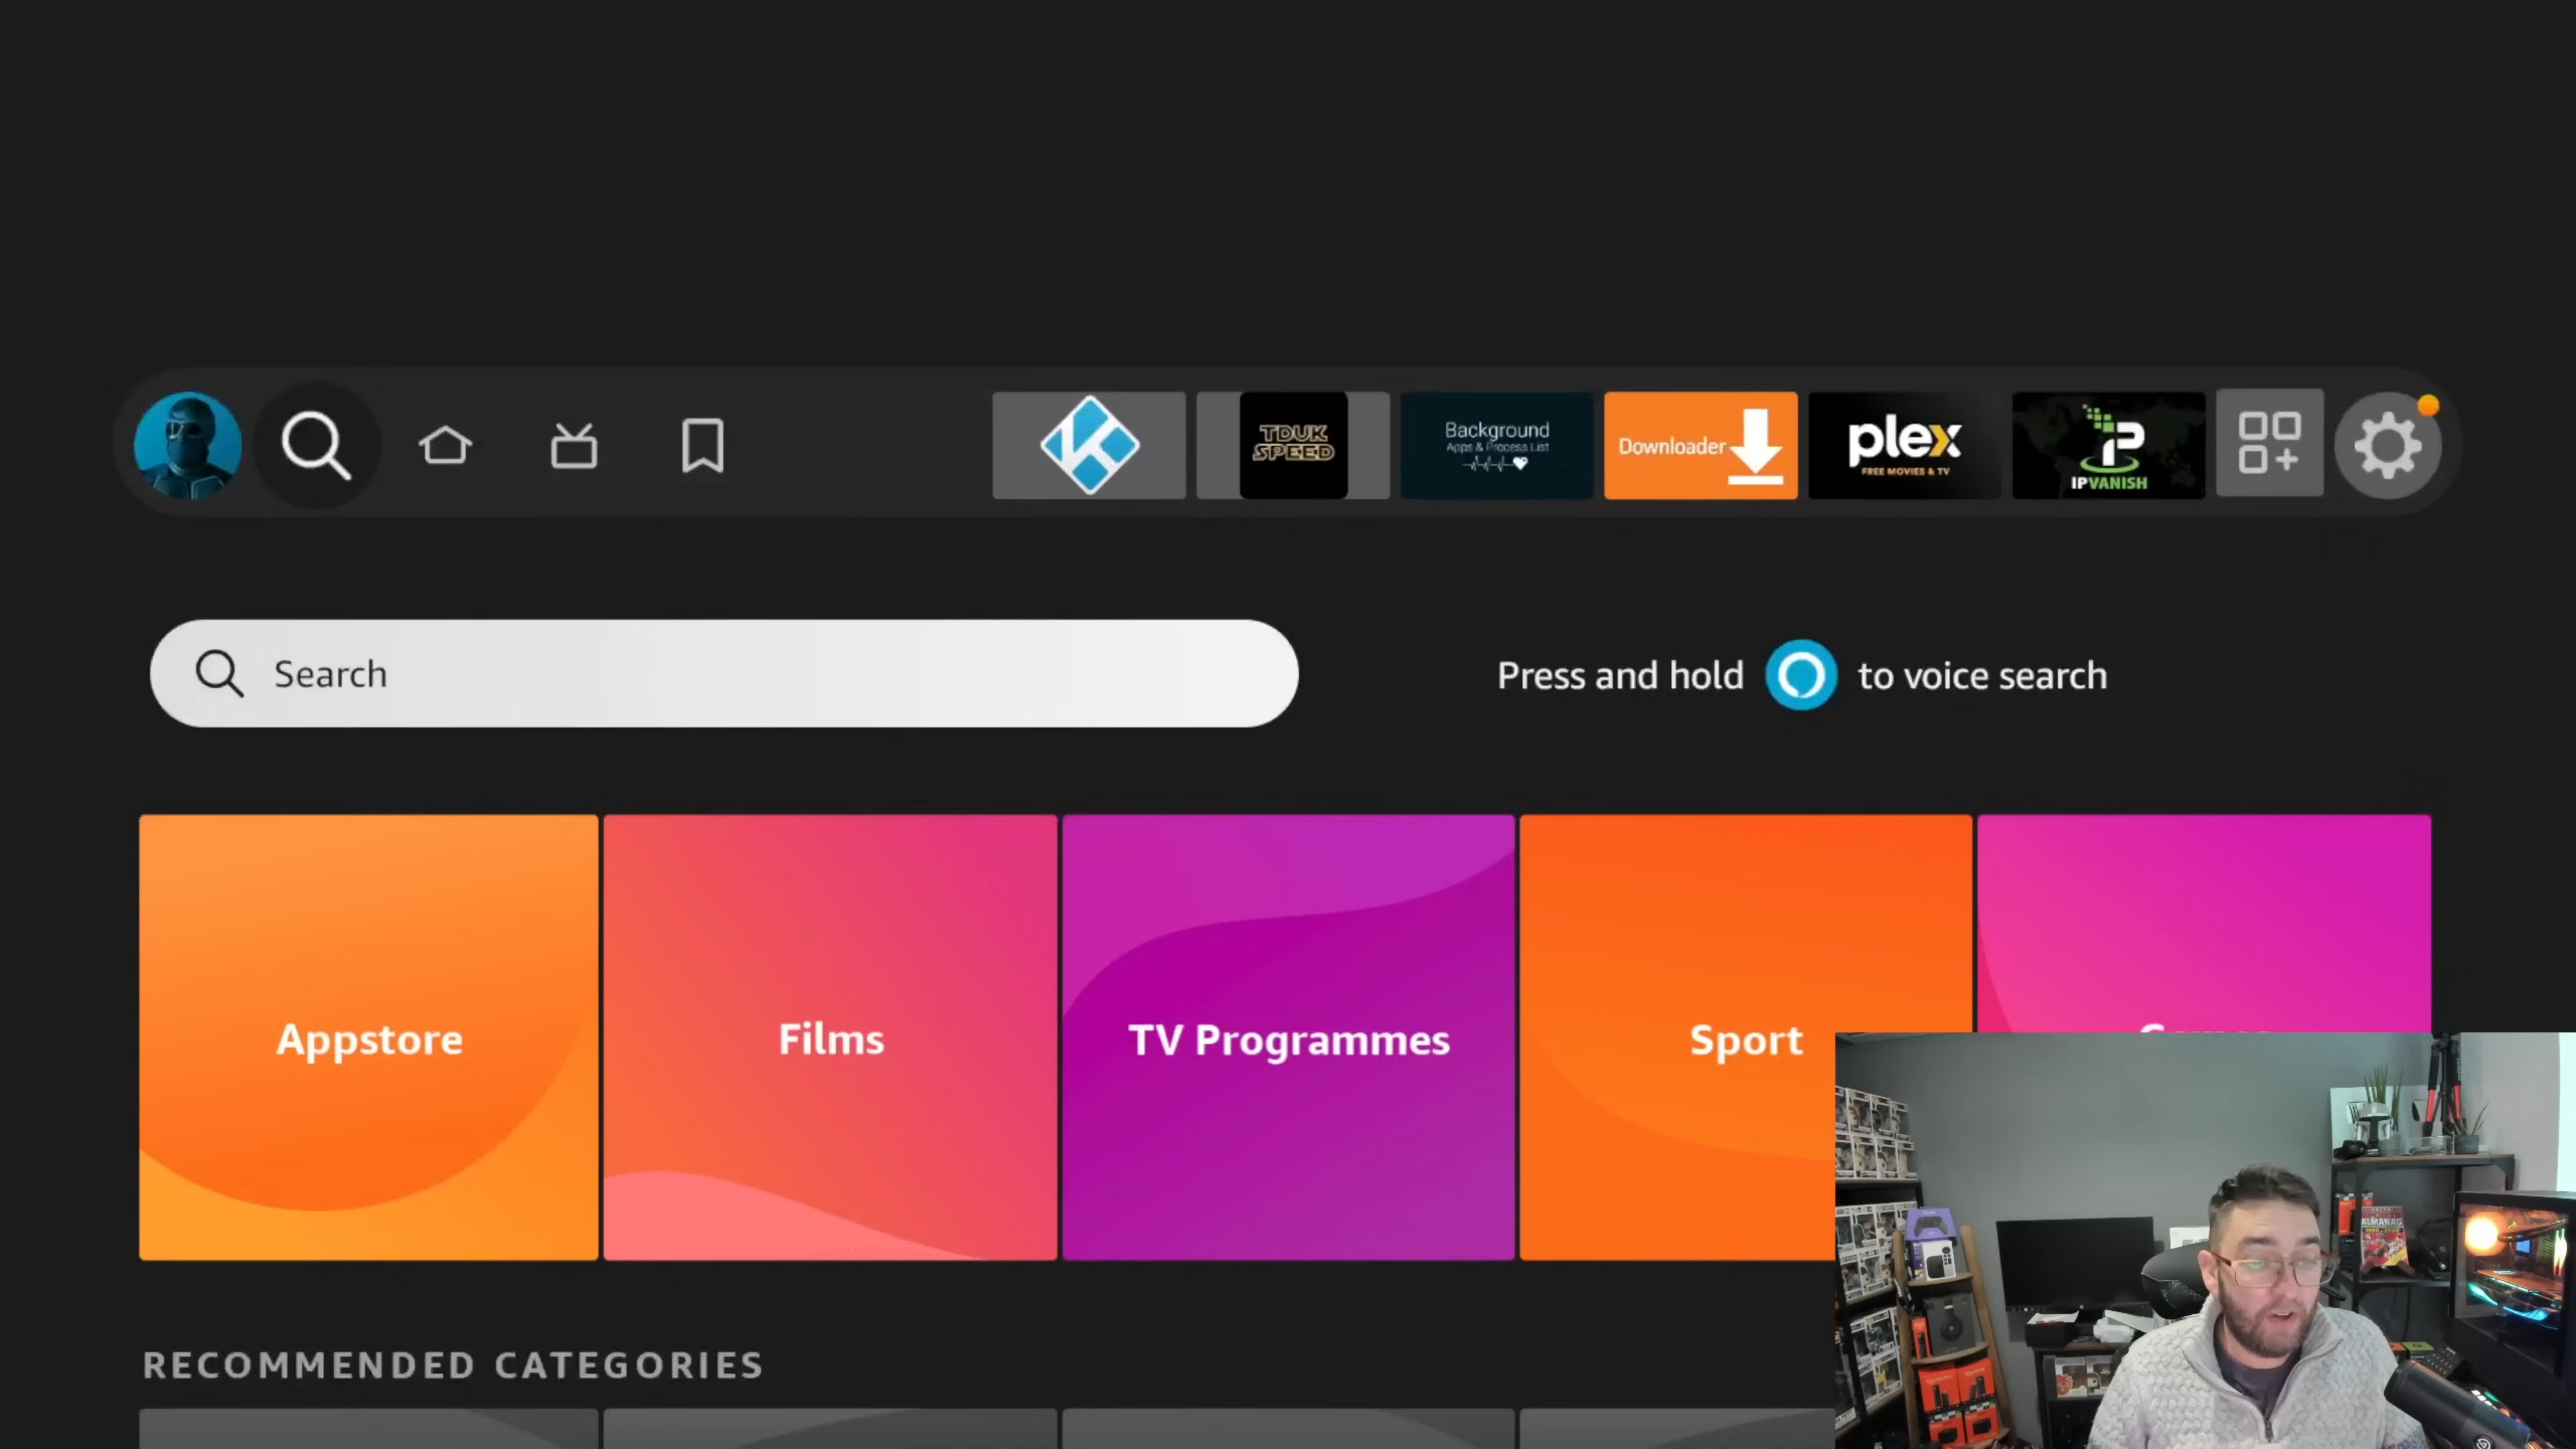 TDUK
SPEED
Background
Apps & Process List
Downloader
plex
FREE MOVIES & TV
IPVANISH
Search
Press and hold to voice search
Appstore
Films
TV Programmes
Sport
RECOMMENDED CATEGORIES
ALMANAC